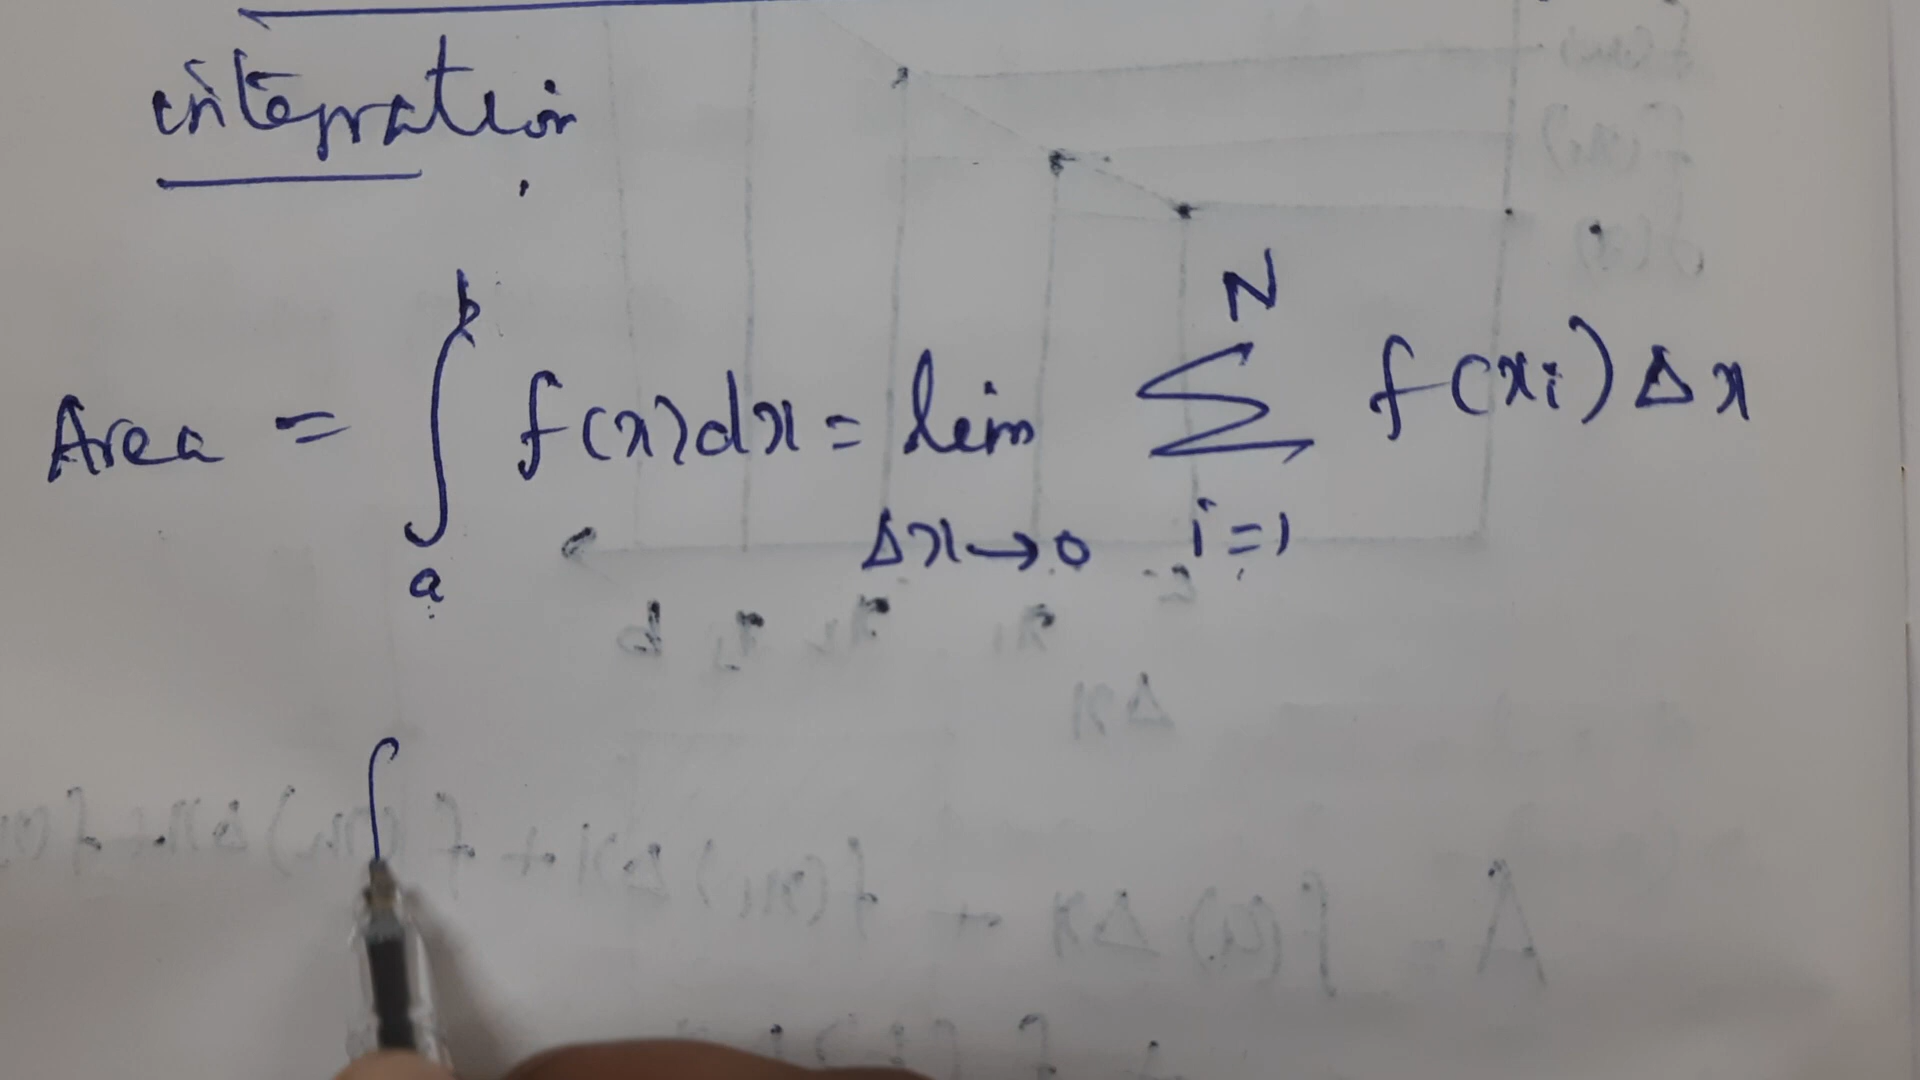 integration
Area = ∫_a^b f(x)dx = lim_{Δx→0} Σ_{i=1}^{N} f(xi) Δx
∫